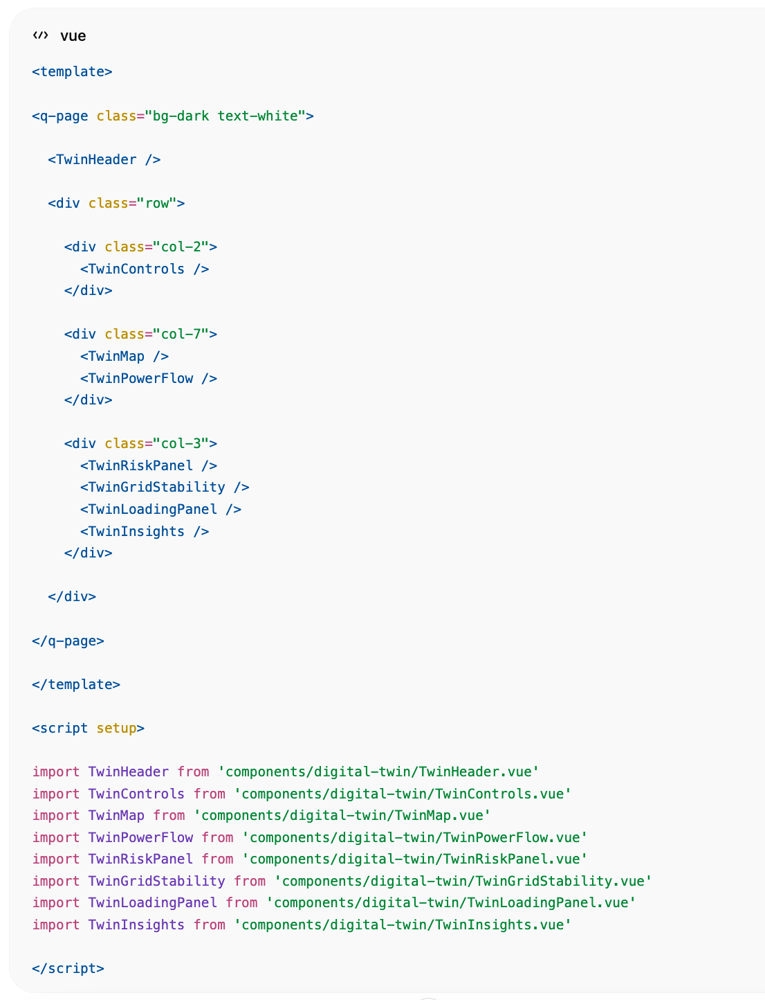 </> vue
<template>
<q-page class="bg-dark text-white">
  <TwinHeader />
  <div class="row">
    <div class="col-2">
      <TwinControls />
    </div>
    <div class="col-7">
      <TwinMap />
      <TwinPowerFlow />
    </div>
    <div class="col-3">
      <TwinRiskPanel />
      <TwinGridStability />
      <TwinLoadingPanel />
      <TwinInsights />
    </div>
  </div>
</q-page>
</template>
<script setup>
import TwinHeader from 'components/digital-twin/TwinHeader.vue'
import TwinControls from 'components/digital-twin/TwinControls.vue'
import TwinMap from 'components/digital-twin/TwinMap.vue'
import TwinPowerFlow from 'components/digital-twin/TwinPowerFlow.vue'
import TwinRiskPanel from 'components/digital-twin/TwinRiskPanel.vue'
import TwinGridStability from 'components/digital-twin/TwinGridStability.vue'
import TwinLoadingPanel from 'components/digital-twin/TwinLoadingPanel.vue'
import TwinInsights from 'components/digital-twin/TwinInsights.vue'
</script>